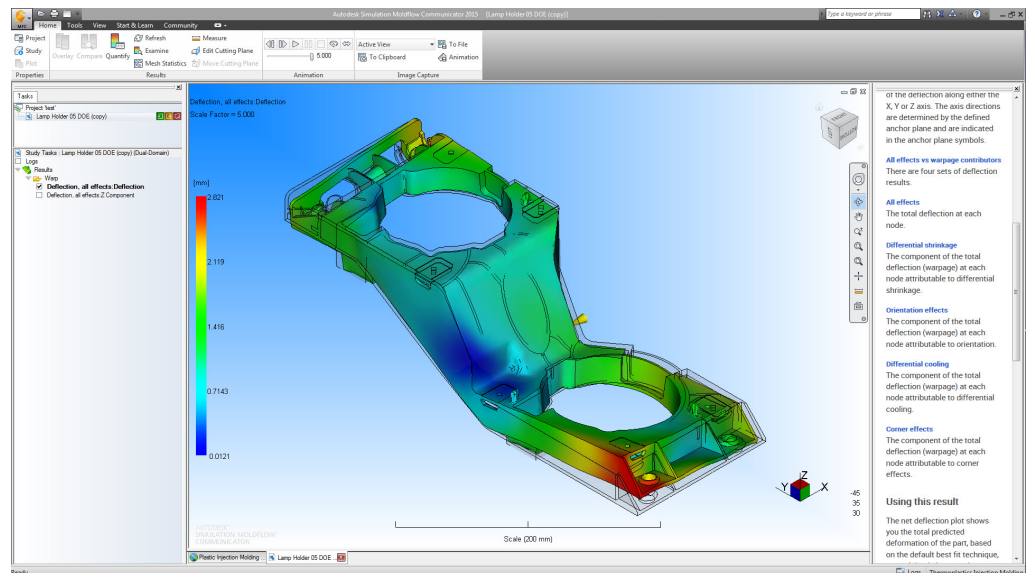 Autodesk Simulation Moldflow Communicator 2015 [Lamp Holder 05 DOE (copy)]
Type a keyword or phrase
MFC
Home Tools View Start & Learn Community
Project
Study
Plot
Properties
Overlay Compare Quantify
Refresh
Examine
Mesh Statistics
Measure
Edit Cutting Plane
Move Cutting Plane
Results
5.000
Animation
Active View
To Clipboard
To File
Animation
Image Capture
Tasks
Project 'test'
Lamp Holder 05 DOE (copy)
Study Tasks : Lamp Holder 05 DOE (copy) (Dual-Domain)
Logs
Results
Warp
Deflection, all effects:Deflection
Deflection, all effects:Z Component
Deflection, all effects:Deflection
Scale Factor = 5.000
[mm]
2.821
2.119
1.416
0.7143
0.0121
FRONT
BOTTOM
Z
Y
X
-45
35
30
Scale (200 mm)
AUTODESK
SIMULATION MOLDFLOW
COMMUNICATOR
Plastic Injection Molding ...
Lamp Holder 05 DOE ...
of the deflection along either the
X, Y or Z axis. The axis directions
are determined by the defined
anchor plane and are indicated
in the anchor plane symbols.
All effects vs warpage contributors
There are four sets of deflection
results.
All effects
The total deflection at each
node.
Differential shrinkage
The component of the total
deflection (warpage) at each
node attributable to differential
shrinkage.
Orientation effects
The component of the total
deflection (warpage) at each
node attributable to orientation.
Differential cooling
The component of the total
deflection (warpage) at each
node attributable to differential
cooling.
Corner effects
The component of the total
deflection (warpage) at each
node attributable to corner
effects.
Using this result
The net deflection plot shows
you the total predicted
deformation of the part, based
on the default best fit technique,
Ready
Logs Thermoplastics Injection Molding